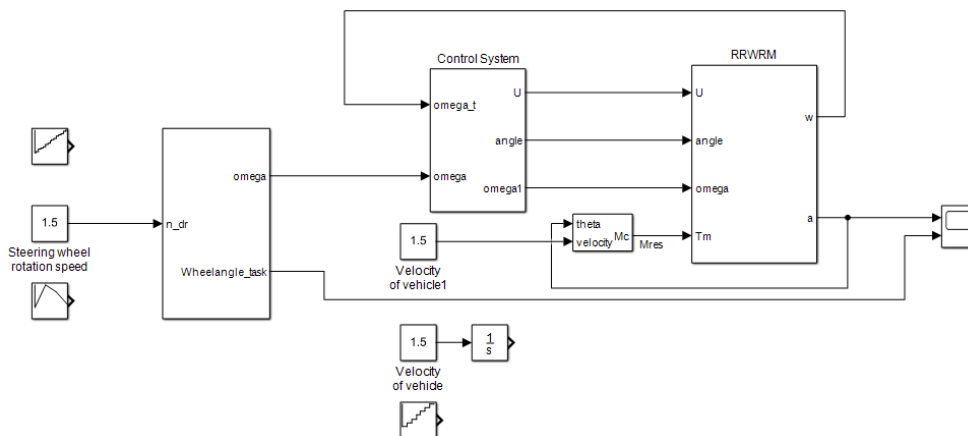 Control System
RRWRM
omega_t
omega
U
angle
omega1
U
angle
omega
Tm
w
a
n_dr
omega
Wheelangle_task
1.5
Steering wheel
rotation speed
theta
velocity
Mc
Mres
1.5
Velocity
of vehicle1
1.5
1
s
Velocity
of vehicle